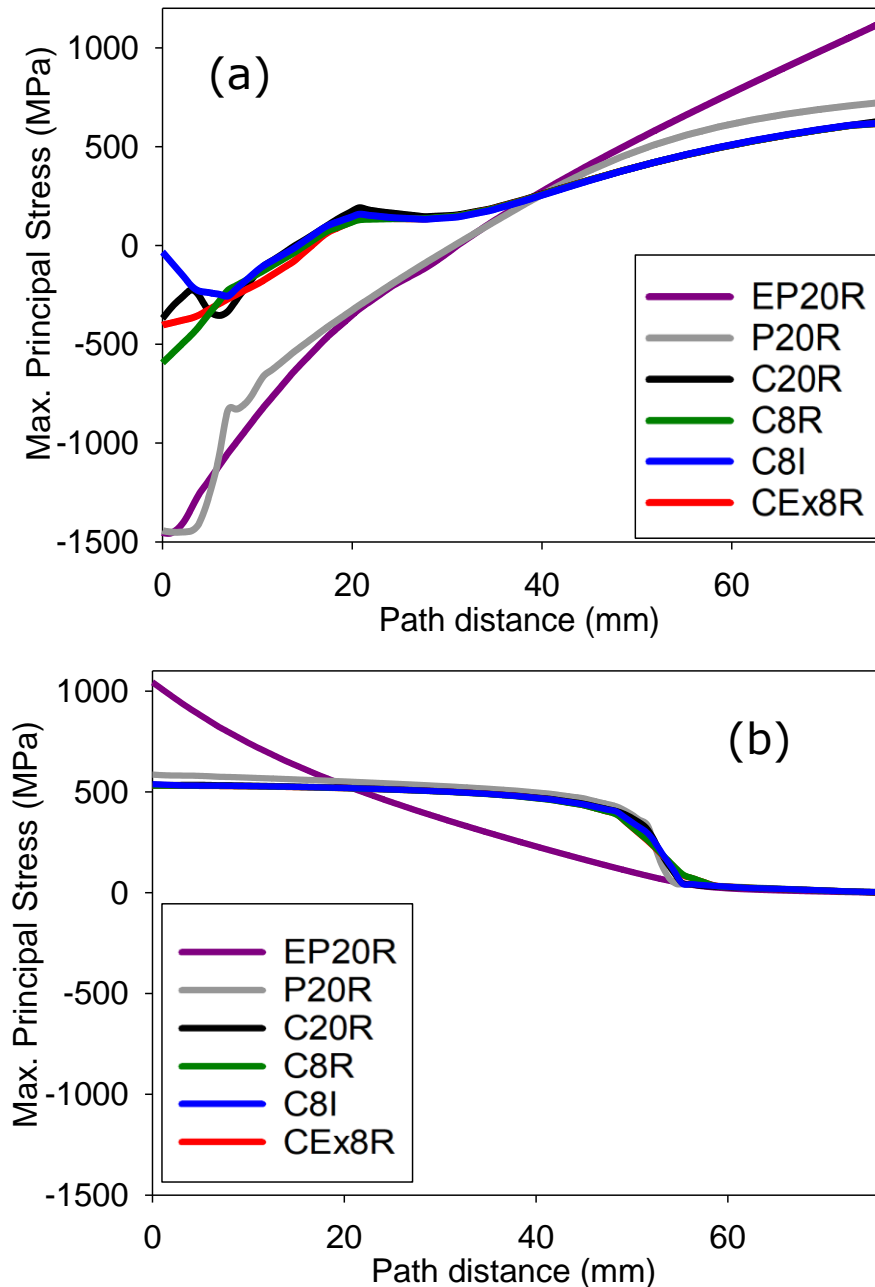 (a)
Max. Principal Stress (MPa)
1000
500
0
-500
-1000
-1500
EP20R
P20R
C20R
C8R
C8I
CEx8R
0 20 40 60
Path distance (mm)
(b)
Max. Principal Stress (MPa)
1000
500
0
-500
-1000
-1500
EP20R
P20R
C20R
C8R
C8I
CEx8R
0 20 40 60
Path distance (mm)